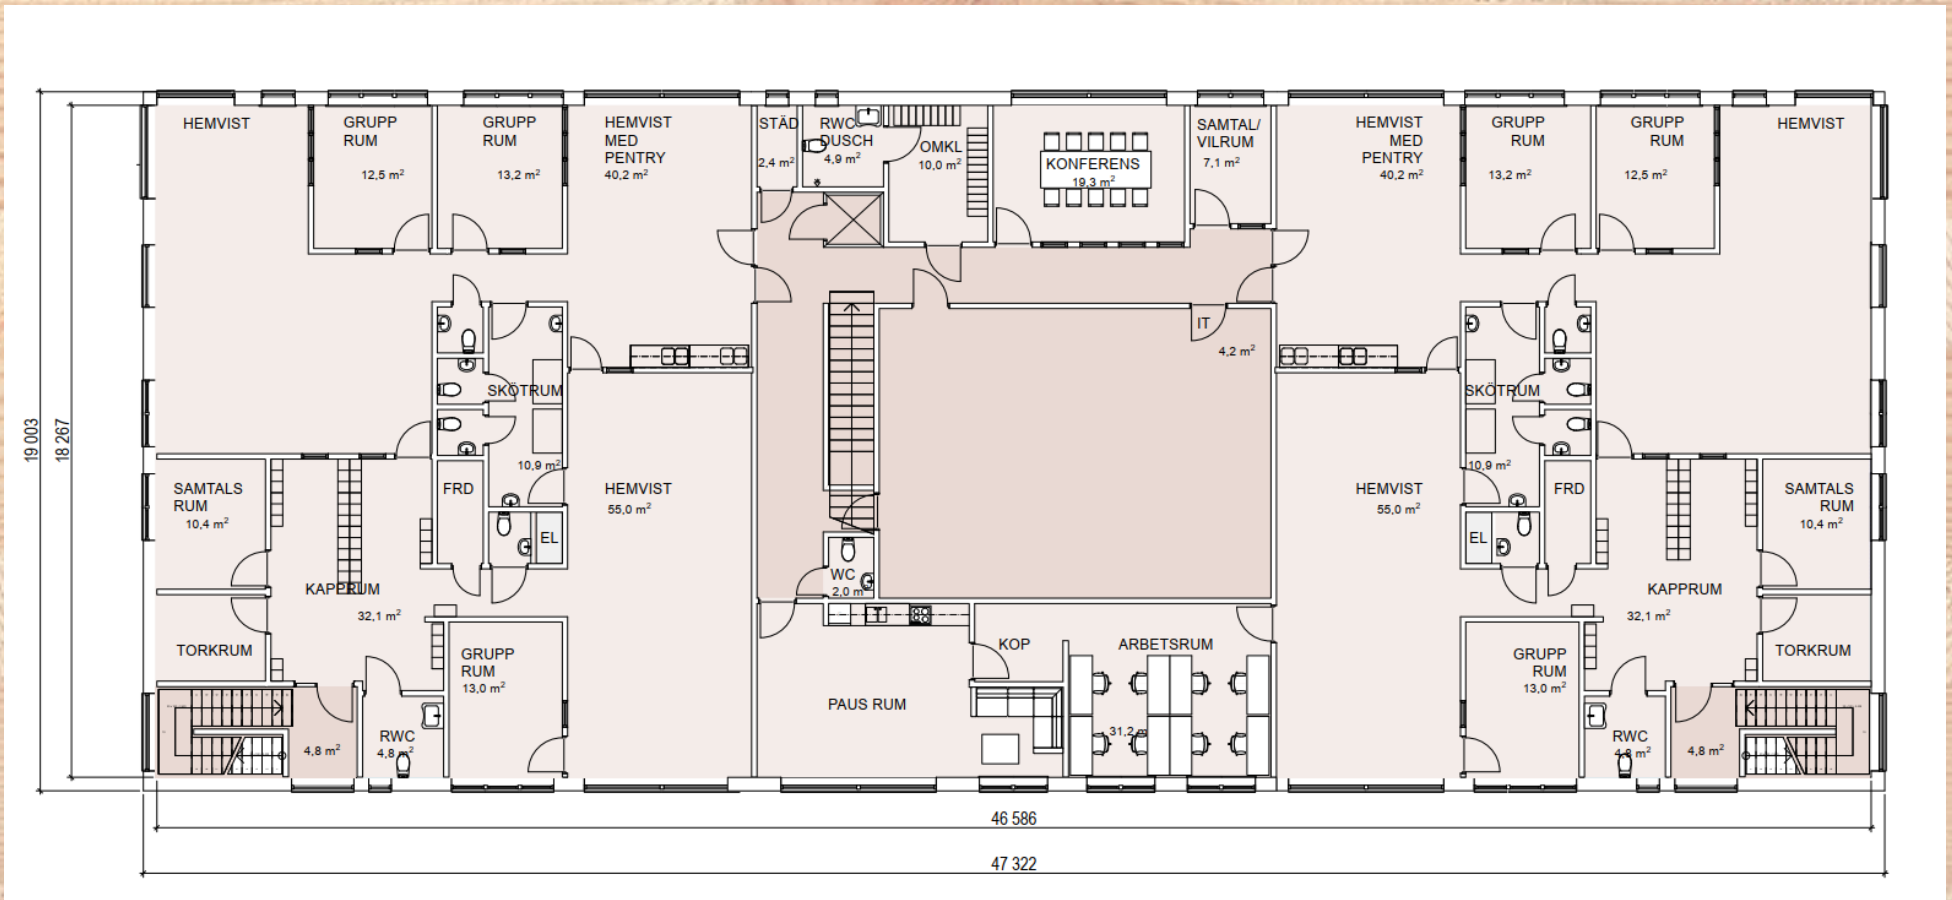 HEMVIST
GRUPP
RUM
12,5 m²
GRUPP
RUM
13,2 m²
HEMVIST
MED
PENTRY
40,2 m²
STÄD
2,4 m²
RWC
DUSCH
4,9 m²
OMKL
10,0 m²
KONFERENS
19,3 m²
SAMTAL/
VILRUM
7,1 m²
HEMVIST
MED
PENTRY
40,2 m²
GRUPP
RUM
13,2 m²
GRUPP
RUM
12,5 m²
HEMVIST
IT
4,2 m²
SKÖTRUM
10,9 m²
SKÖTRUM
10,9 m²
19 003
18 267
SAMTALS
RUM
10,4 m²
FRD
EL
HEMVIST
55,0 m²
HEMVIST
55,0 m²
EL
FRD
SAMTALS
RUM
10,4 m²
KAPPRUM
32,1 m²
WC
2,0 m
KAPPRUM
32,1 m²
TORKRUM
GRUPP
RUM
13,0 m²
PAUS RUM
KOP
ARBETSRUM
31,2 m
GRUPP
RUM
13,0 m²
TORKRUM
4,8 m²
RWC
4,8 m²
RWC
4,8 m²
4,8 m²
46 586
47 322